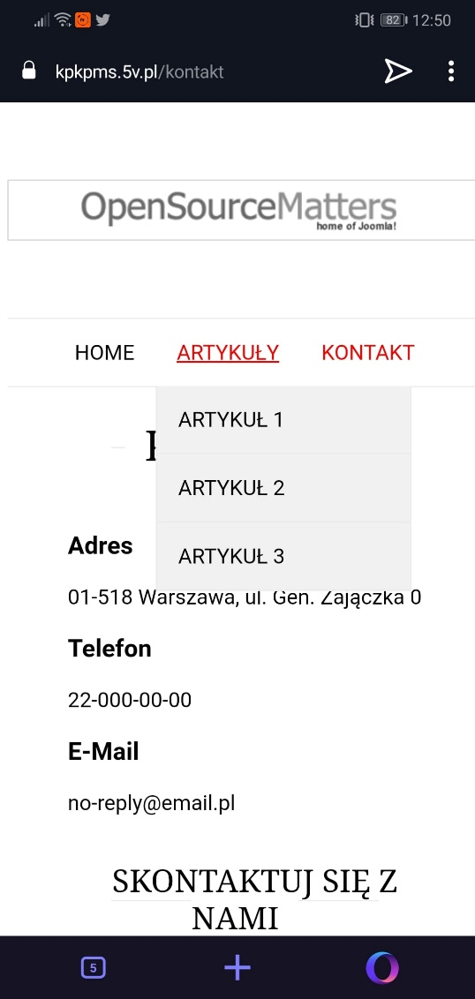 82 12:50
kpkpms.5v.pl/kontakt
OpenSourceMatters
home of Joomla!
HOME ARTYKUŁY KONTAKT
ARTYKUŁ 1
ARTYKUŁ 2
ARTYKUŁ 3
Adres
01-518 Warszawa, ul. Gen. Zajączka 0
Telefon
22-000-00-00
E-Mail
no-reply@email.pl
SKONTAKTUJ SIĘ Z
NAMI
5